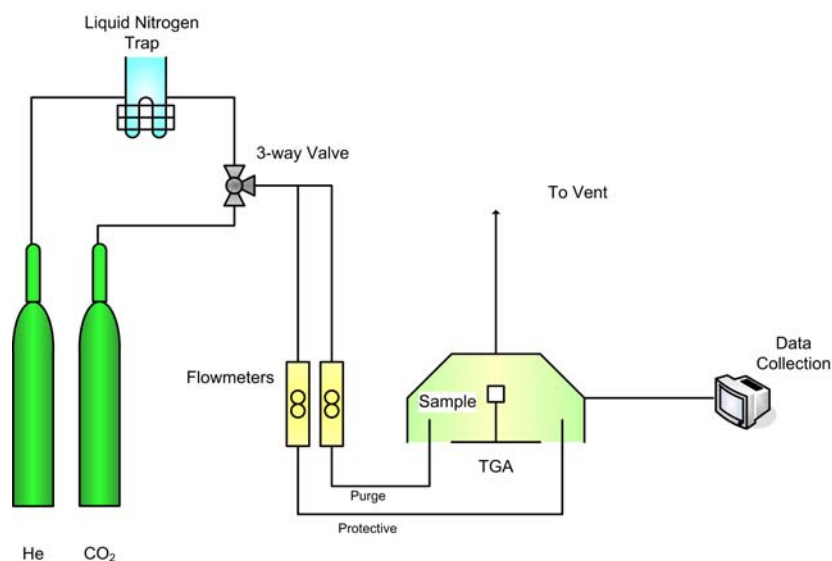 Liquid Nitrogen
Trap
3-way Valve
To Vent
Data
Collection
Flowmeters
Sample
TGA
Purge
Protective
He
CO₂